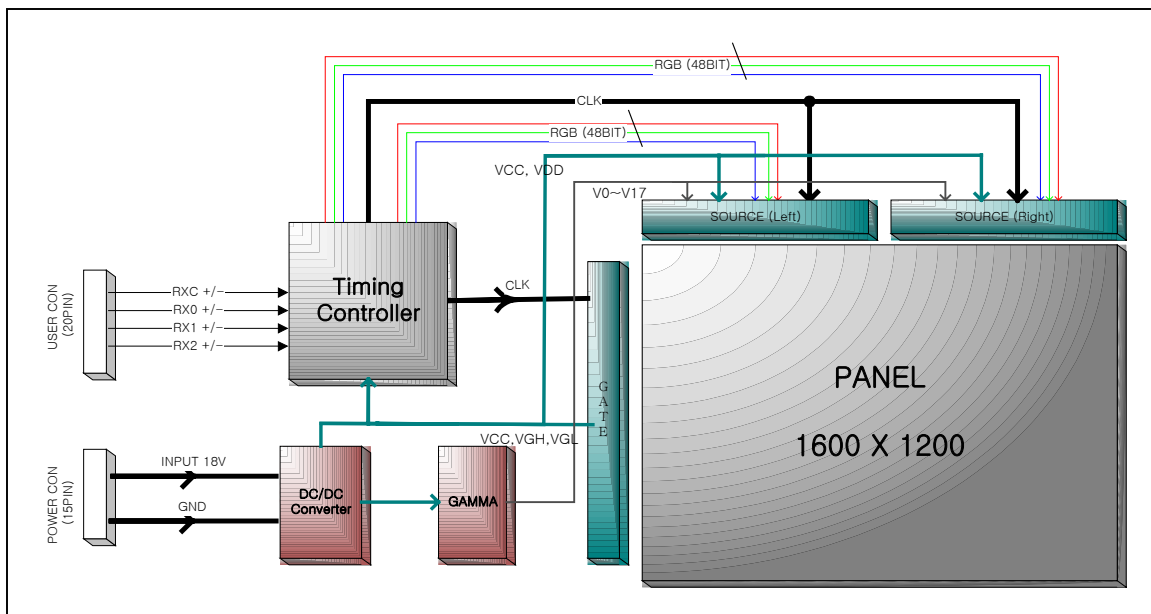 RGB (48BIT)
CLK
RGB (48BIT)
VCC, VDD
V0~V17
SOURCE (Left)
SOURCE (Right)
Timing
Controller
CLK
USER CON
(20PIN)
RXC +/-
RX0 +/-
RX1 +/-
RX2 +/-
GATE
PANEL
1600 X 1200
VCC,VGH,VGL
POWER CON
(15PIN)
INPUT 18V
GND
DC/DC
Converter
GAMMA